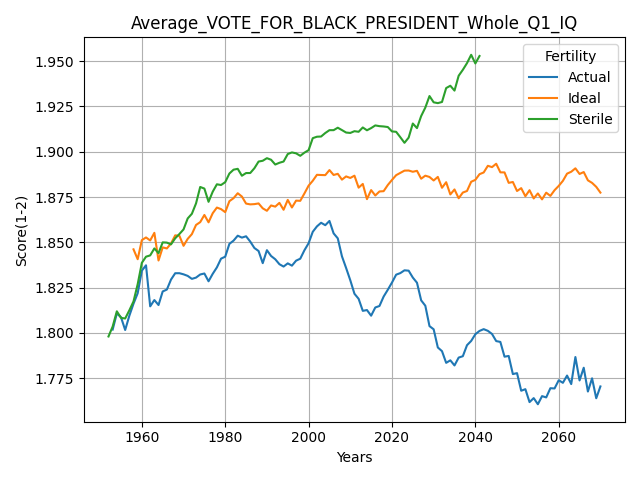 Average_VOTE_FOR_BLACK_PRESIDENT_Whole_Q1_IQ
Fertility
Actual
Ideal
Sterile
Score(1-2)
1.950
1.925
1.900
1.875
1.850
1.825
1.800
1.775
1960 1980 2000 2020 2040 2060
Years